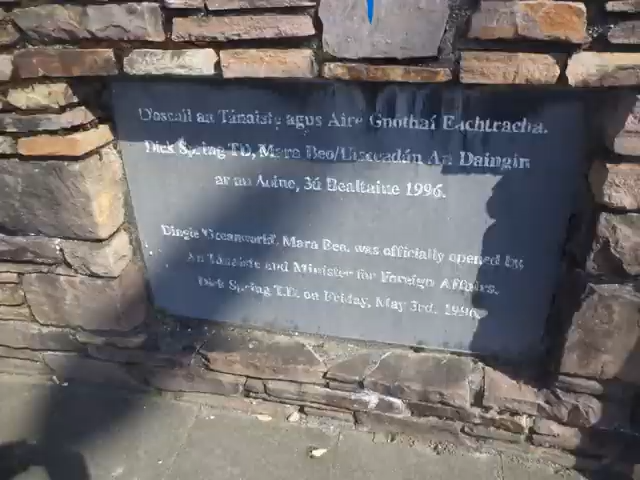 D'oscail an Tánaiste agus Aire Gnothaí Eachtracha,
Dick Spring TD, Mara Beo/Uisceadán An Daingin
ar an Aoine, 3ú Bealtaine 1996.
Dingle 'Oceanworld', Mara Beo, was officially opened by
An Tánaiste and Minister for Foreign Affairs,
Dick Spring T.D. on Friday, May 3rd, 1996.